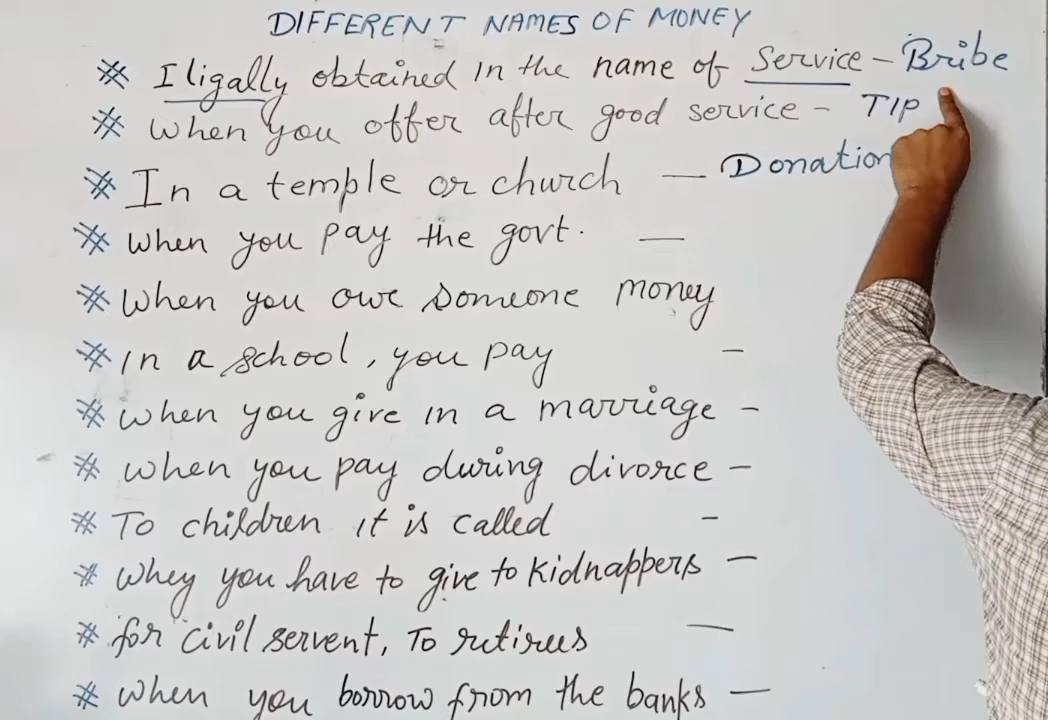 DIFFERENT NAMES OF MONEY
* Iligally obtained in the name of service - Bribe
* When you offer after good service - TIP
* In a temple or church — Donation
* When you pay the govt. —
* When you owe someone money
* In a school, you pay -
* When you give in a marriage -
* When you pay during divorce -
* To children it is called -
* Whey you have to give to kidnappers -
* for civil servent, To retirees —
* When you borrow from the banks —